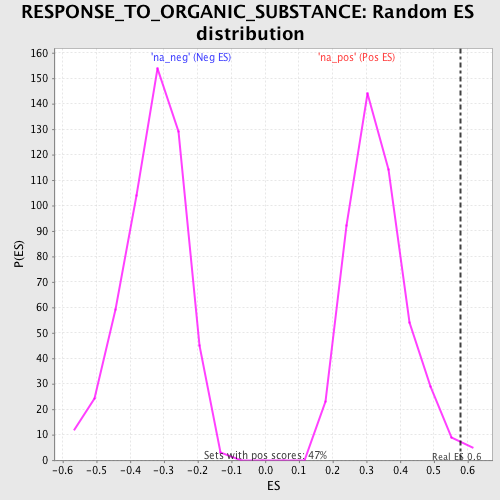 RESPONSE_TO_ORGANIC_SUBSTANCE: Random ES
distribution
'na_neg' (Neg ES) 'na_pos' (Pos ES)
160
150
140
130
120
110
100
90
80
70
60
50
40
30
20
10
0
P(ES)
Sets with pos scores: 47%
Real ES 0.6
-0.6 -0.5 -0.4 -0.3 -0.2 -0.1 0.0 0.1 0.2 0.3 0.4 0.5 0.6
ES